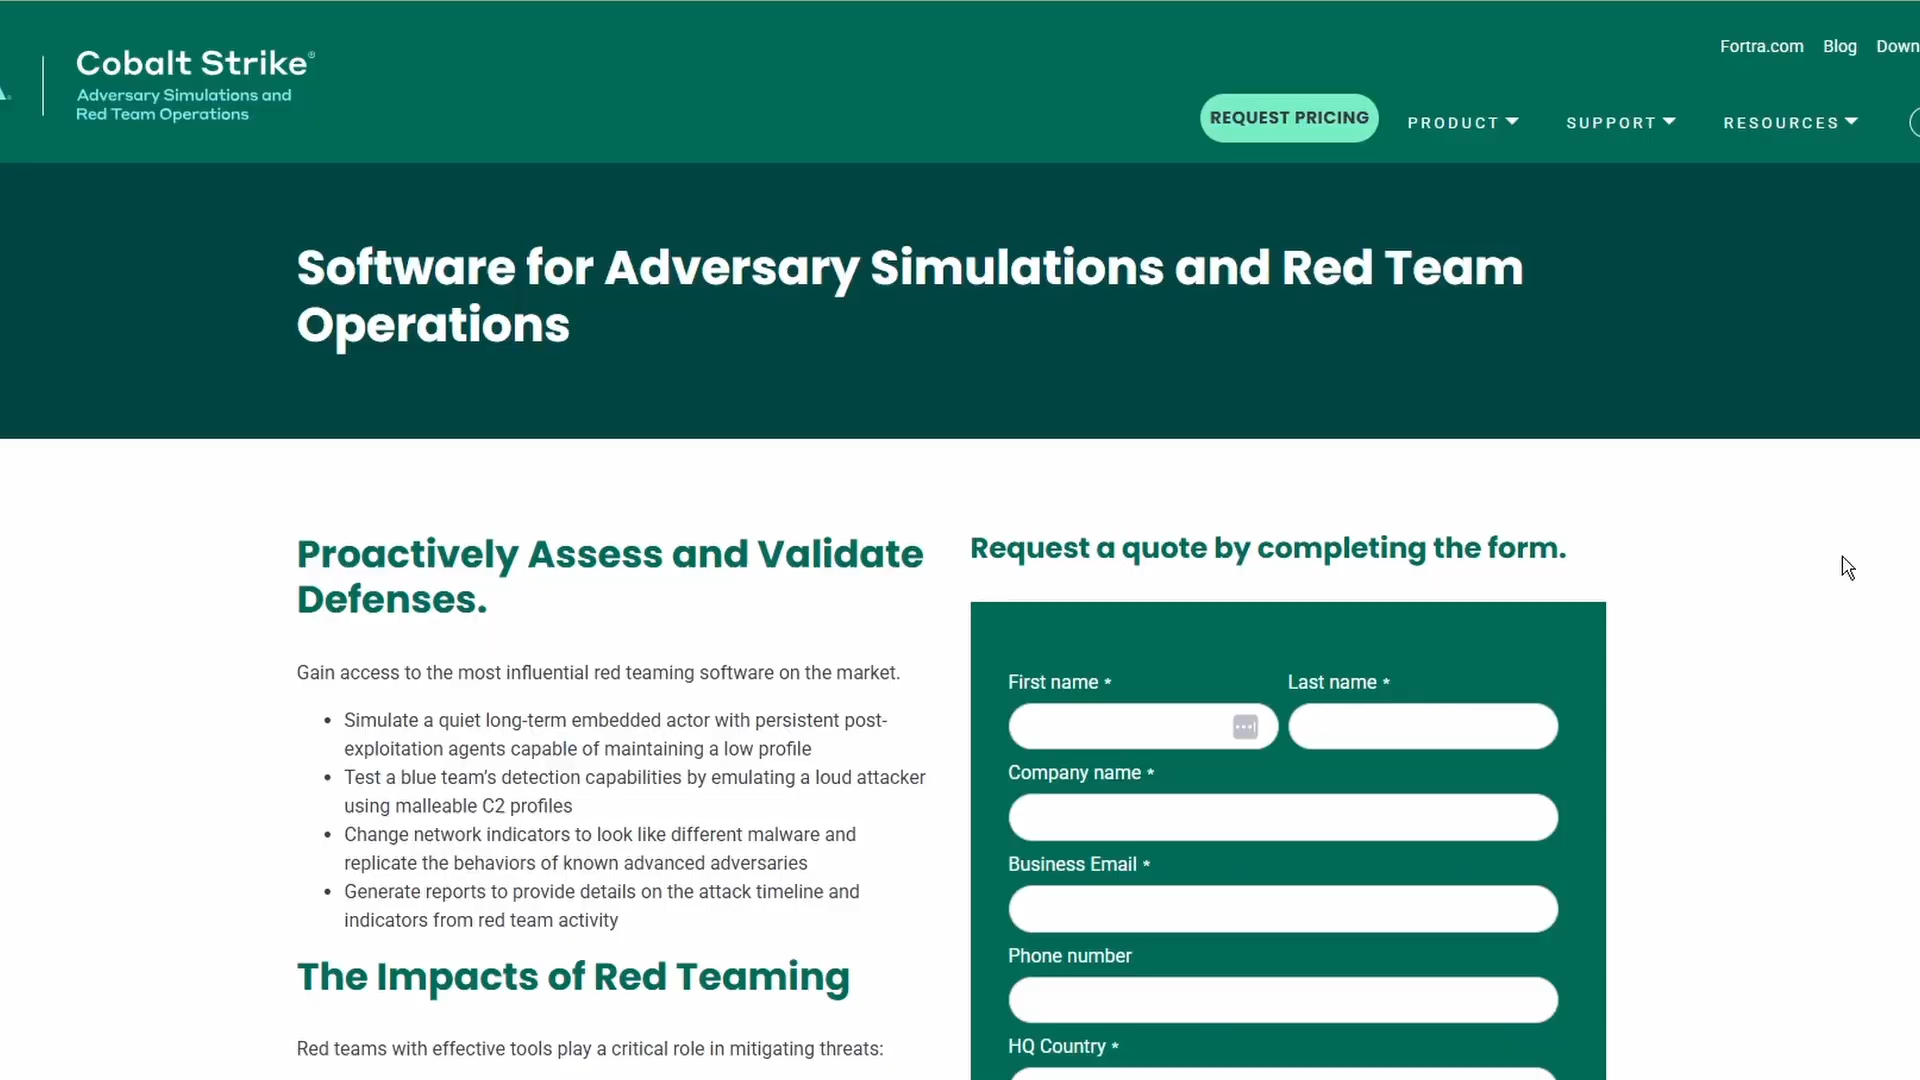 Cobalt Strike®
Adversary Simulations and
Red Team Operations
Fortra.com Blog Down
REQUEST PRICING PRODUCT SUPPORT RESOURCES
Software for Adversary Simulations and Red Team
Operations
Proactively Assess and Validate
Defenses.
Gain access to the most influential red teaming software on the market.
• Simulate a quiet long-term embedded actor with persistent post-
exploitation agents capable of maintaining a low profile
• Test a blue team's detection capabilities by emulating a loud attacker
using malleable C2 profiles
• Change network indicators to look like different malware and
replicate the behaviors of known advanced adversaries
• Generate reports to provide details on the attack timeline and
indicators from red team activity
The Impacts of Red Teaming
Red teams with effective tools play a critical role in mitigating threats:
Request a quote by completing the form.
First name * Last name *
Company name *
Business Email *
Phone number
HQ Country *